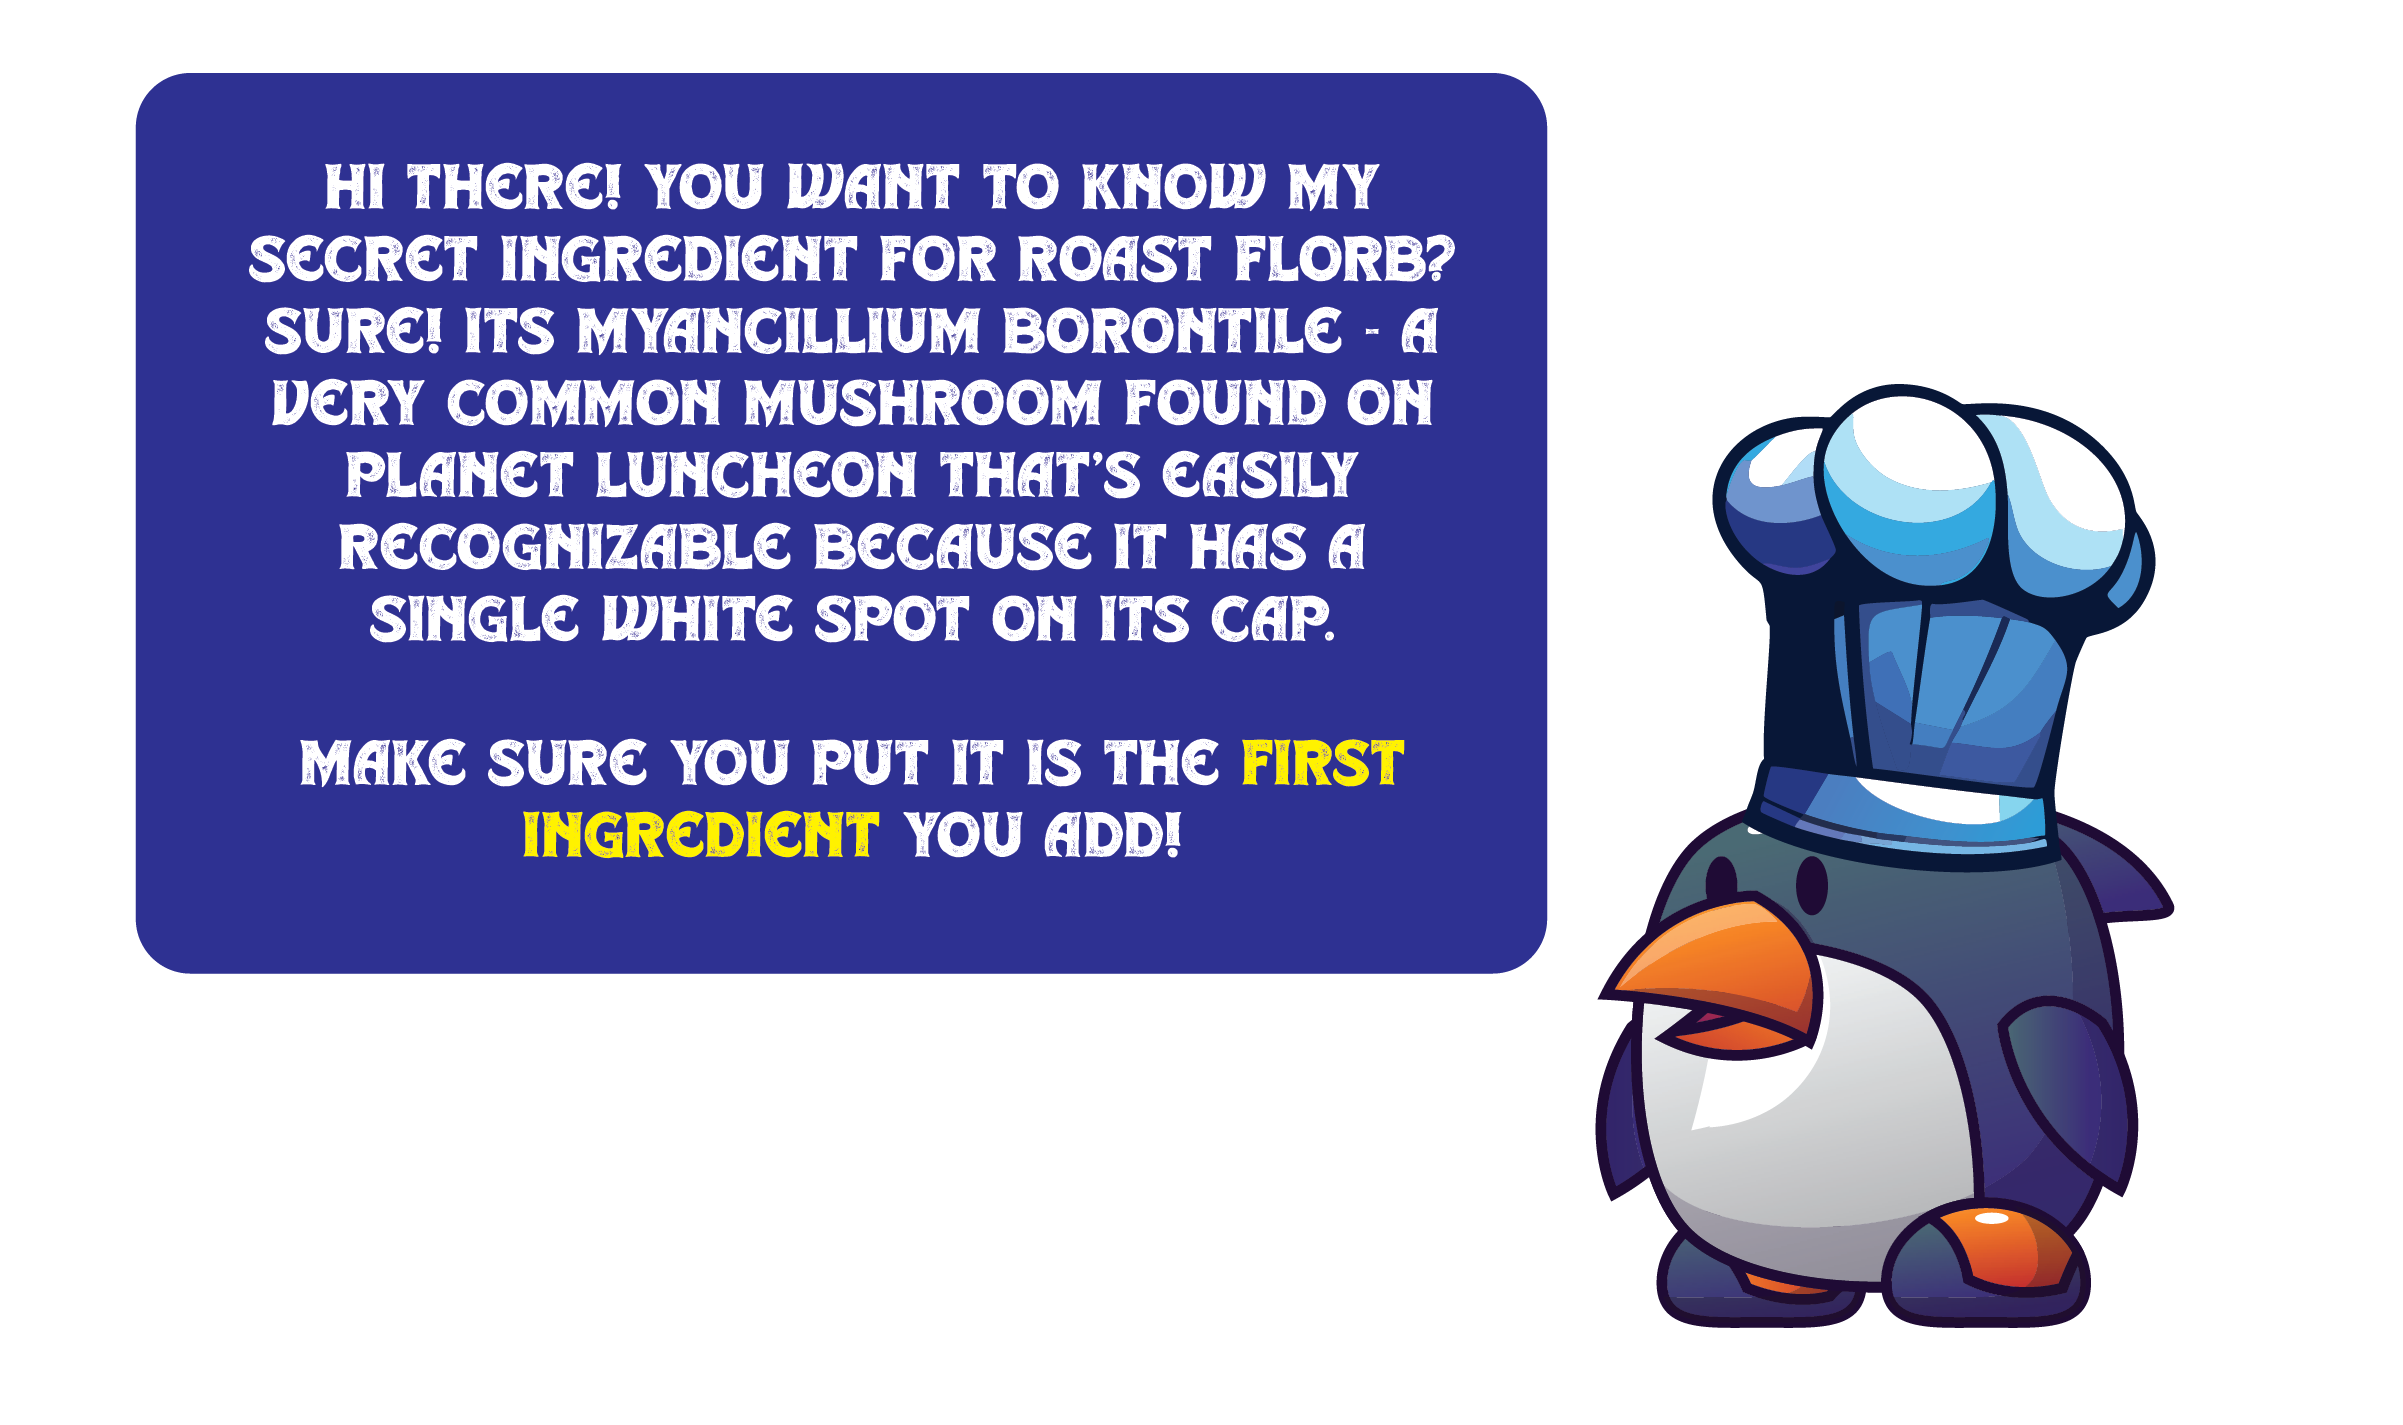 HI THERE! YOU WANT TO KNOW MY
SECRET INGREDIENT FOR ROAST FLORB?
SURE! ITS MYANCILLIUM BORONTILE - A
VERY COMMON MUSHROOM FOUND ON
PLANET LUNCHEON THAT'S EASILY
RECOGNIZABLE BECAUSE IT HAS A
SINGLE WHITE SPOT ON ITS CAP.
MAKE SURE YOU PUT IT IS THE FIRST
INGREDIENT YOU ADD!